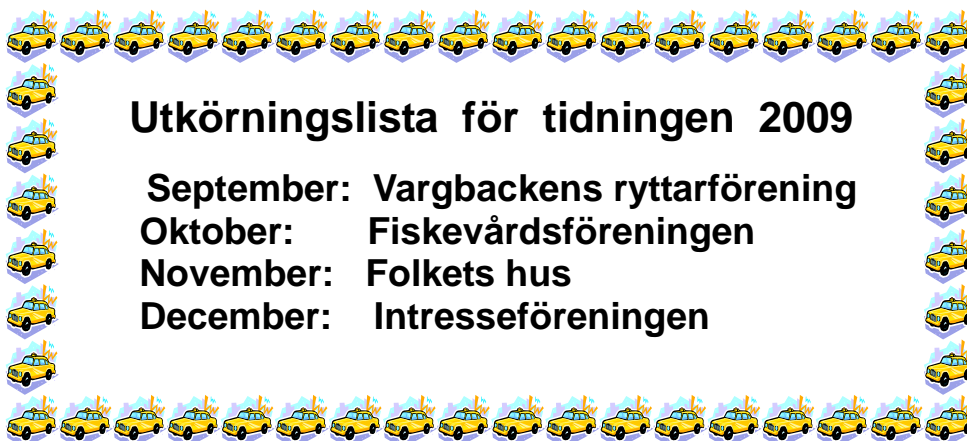 Utkörningslista för tidningen 2009
September: Vargbackens ryttarförening
Oktober: Fiskevårdsföreningen
November: Folkets hus
December: Intresseföreningen